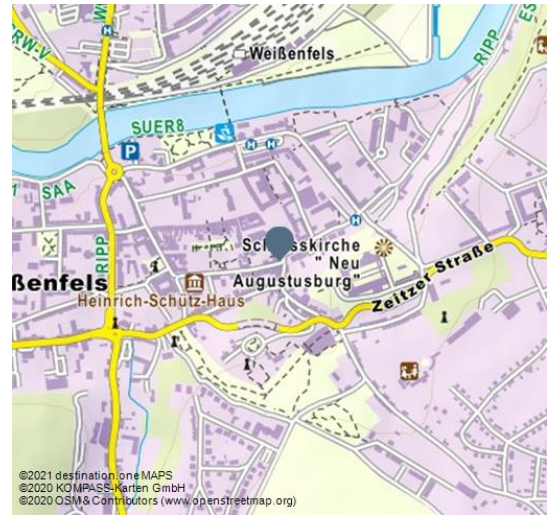 Weißenfels
RIPP
SUER8
P
H
H
H
H
SAA
RIPP
Schlosskirche
" Neu
Augustusburg"
ßenfels
Heinrich-Schütz-Haus
Zeitzer Straße
©2021 destination.one MAPS
©2020 KOMPASS-Karten GmbH
©2020 OSM & Contributors (www.openstreetmap.org)